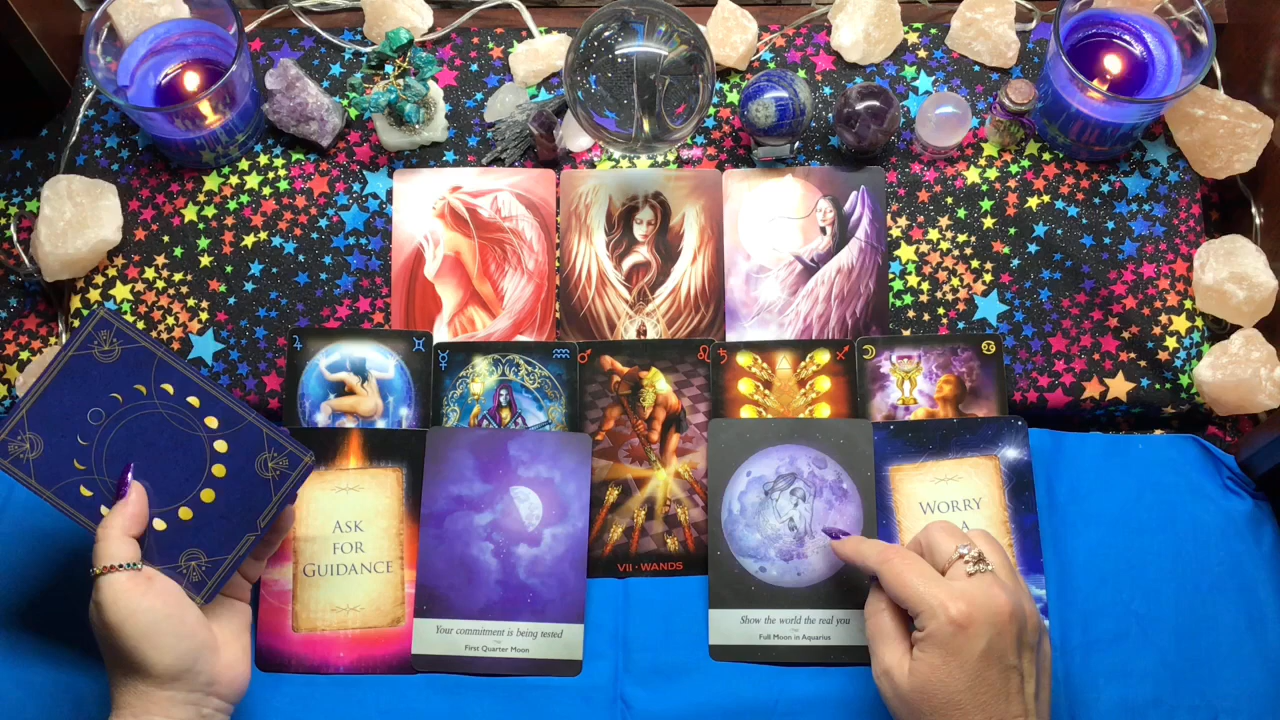 VII · WANDS
ASK
FOR
GUIDANCE
Your commitment is being tested
First Quarter Moon
Show the world the real you
Full Moon in Aquarius
WORRY
A